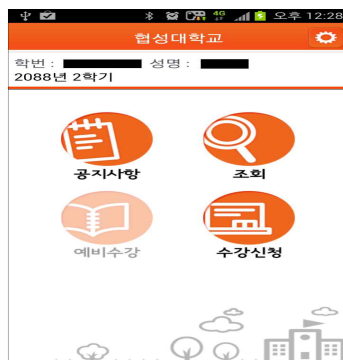 4G 오후 12:28
협성대학교
학번 : 성명 :
2088년 2학기
공지사항 조회
예비수강 수강신청